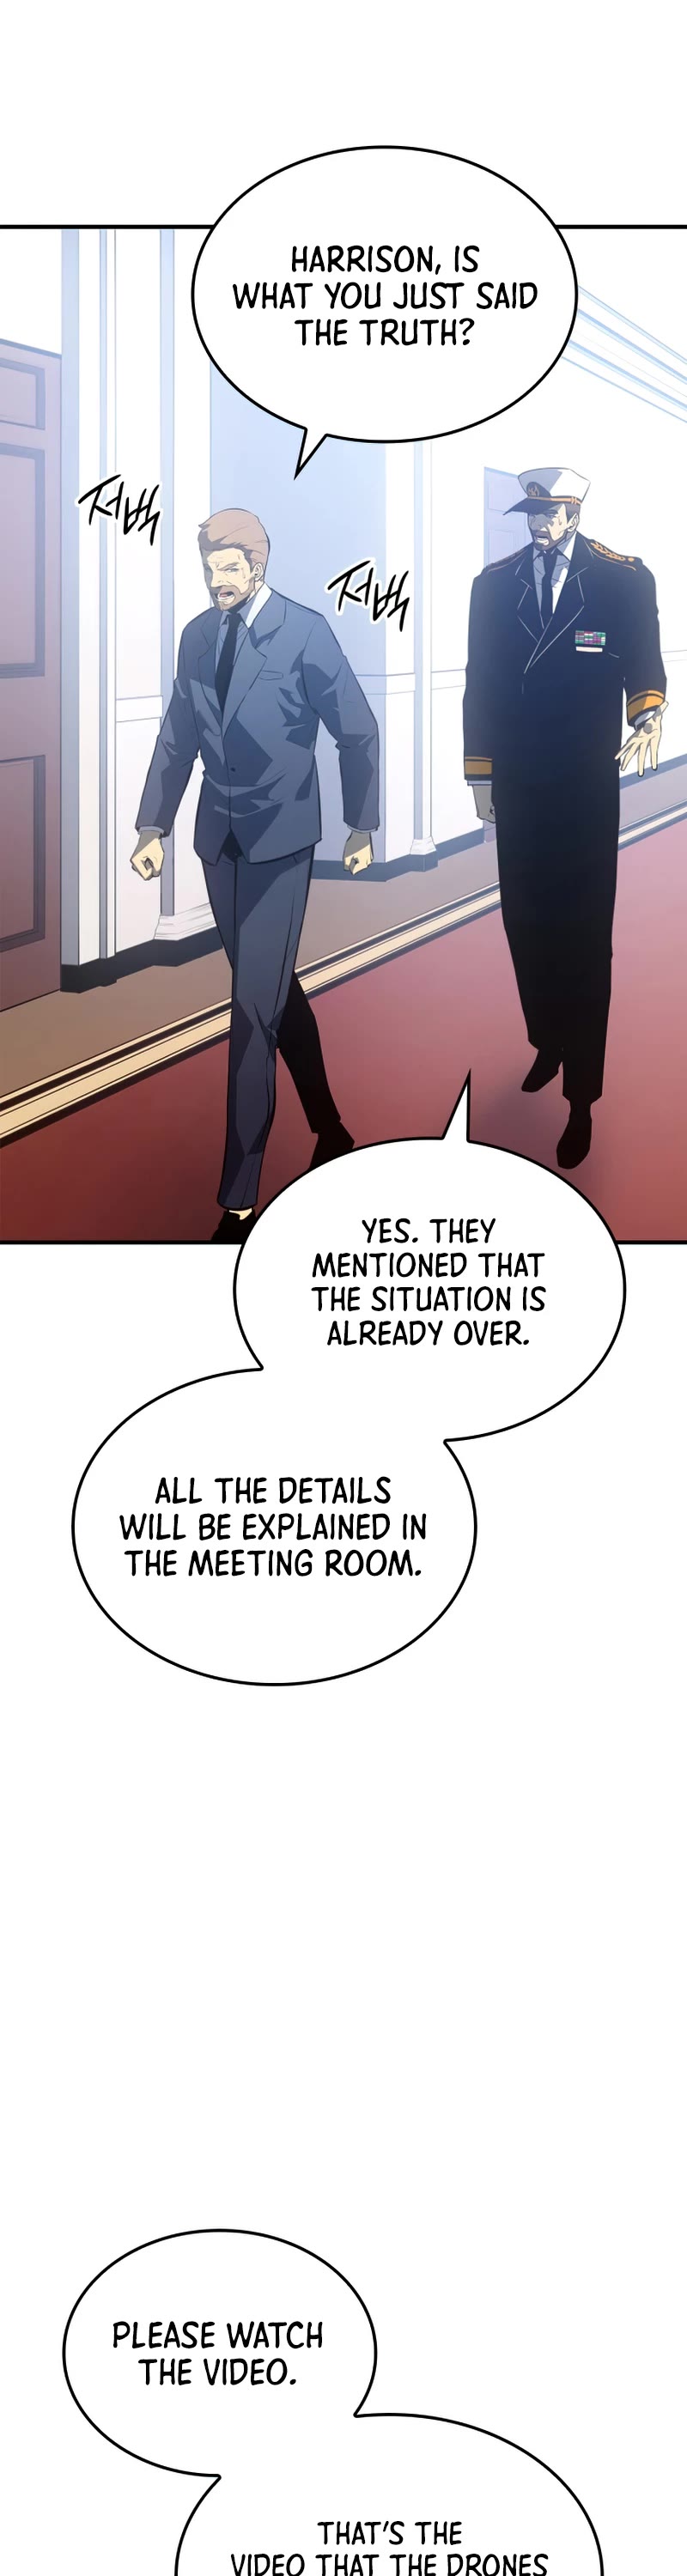 HARRISON, IS
WHAT YOU JUST SAID
THE TRUTH?
저벅
저벅
YES. THEY
MENTIONED THAT
THE SITUATION IS
ALREADY OVER.
ALL THE DETAILS
WILL BE EXPLAINED IN
THE MEETING ROOM.
PLEASE WATCH
THE VIDEO.
THAT'S THE
VIDEO THAT THE DRONES